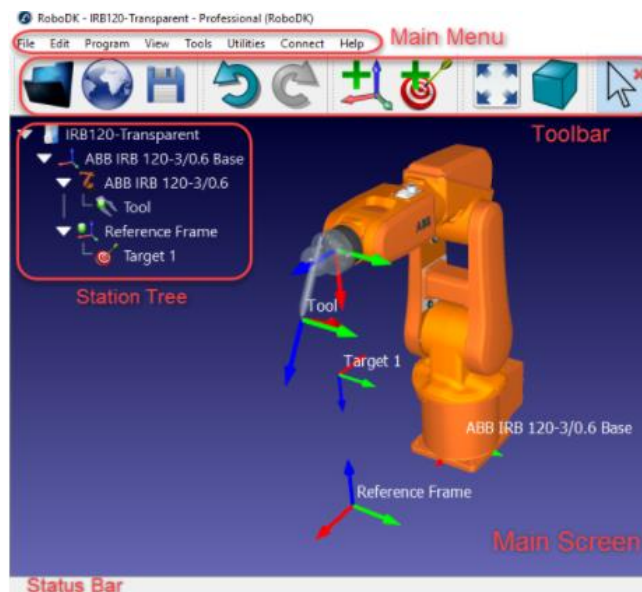 RoboDK - IRB120-Transparent - Professional (RoboDK)
File Edit Program View Tools Utilities Connect Help
Main Menu
Toolbar
IRB120-Transparent
ABB IRB 120-3/0.6 Base
ABB IRB 120-3/0.6
Tool
Reference Frame
Target 1
Station Tree
ABB
Tool
Target 1
ABB IRB 120-3/0.6 Base
Reference Frame
Main Screen
Status Bar